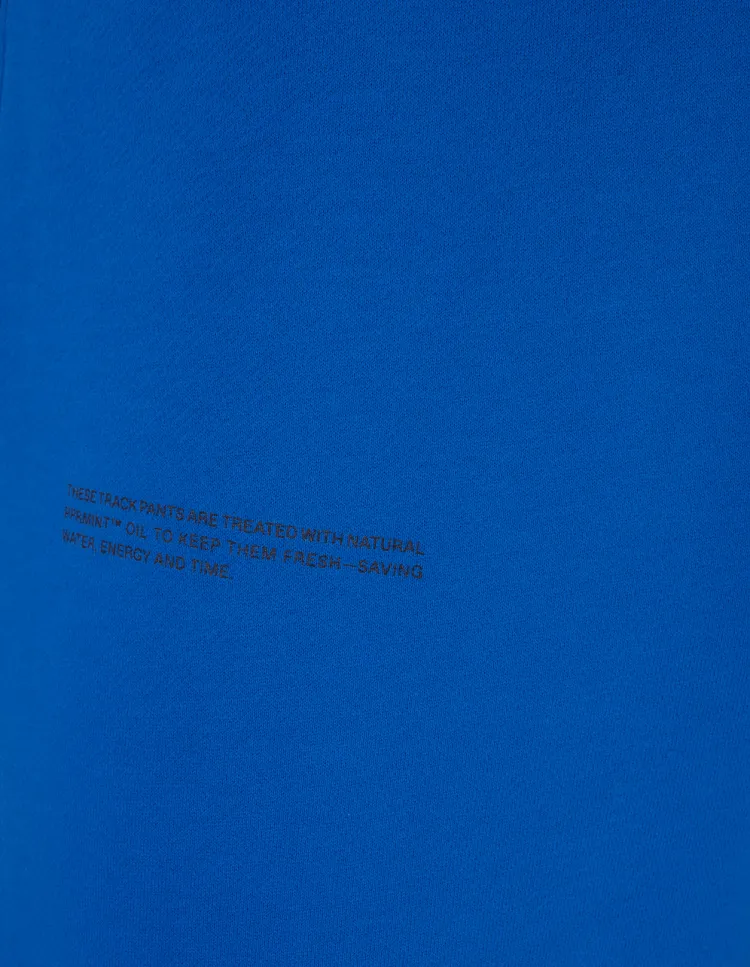 THESE TRACK PANTS ARE TREATED WITH NATURAL
PPRMINT™ OIL TO KEEP THEM FRESH—SAVING
WATER, ENERGY AND TIME.